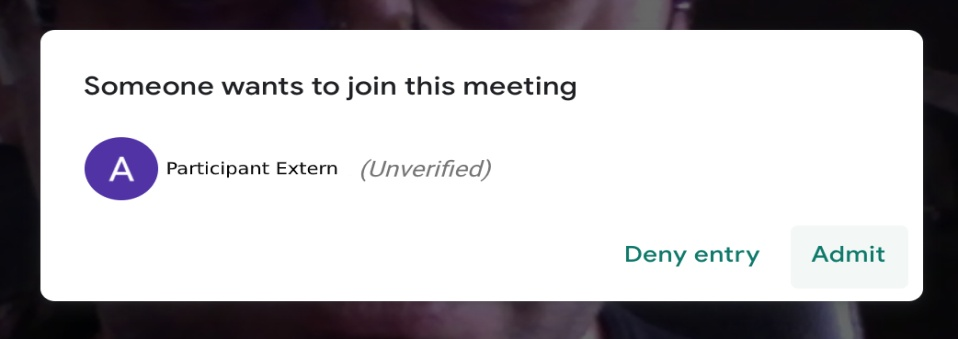 Someone wants to join this meeting
A Participant Extern (Unverified)
Deny entry Admit